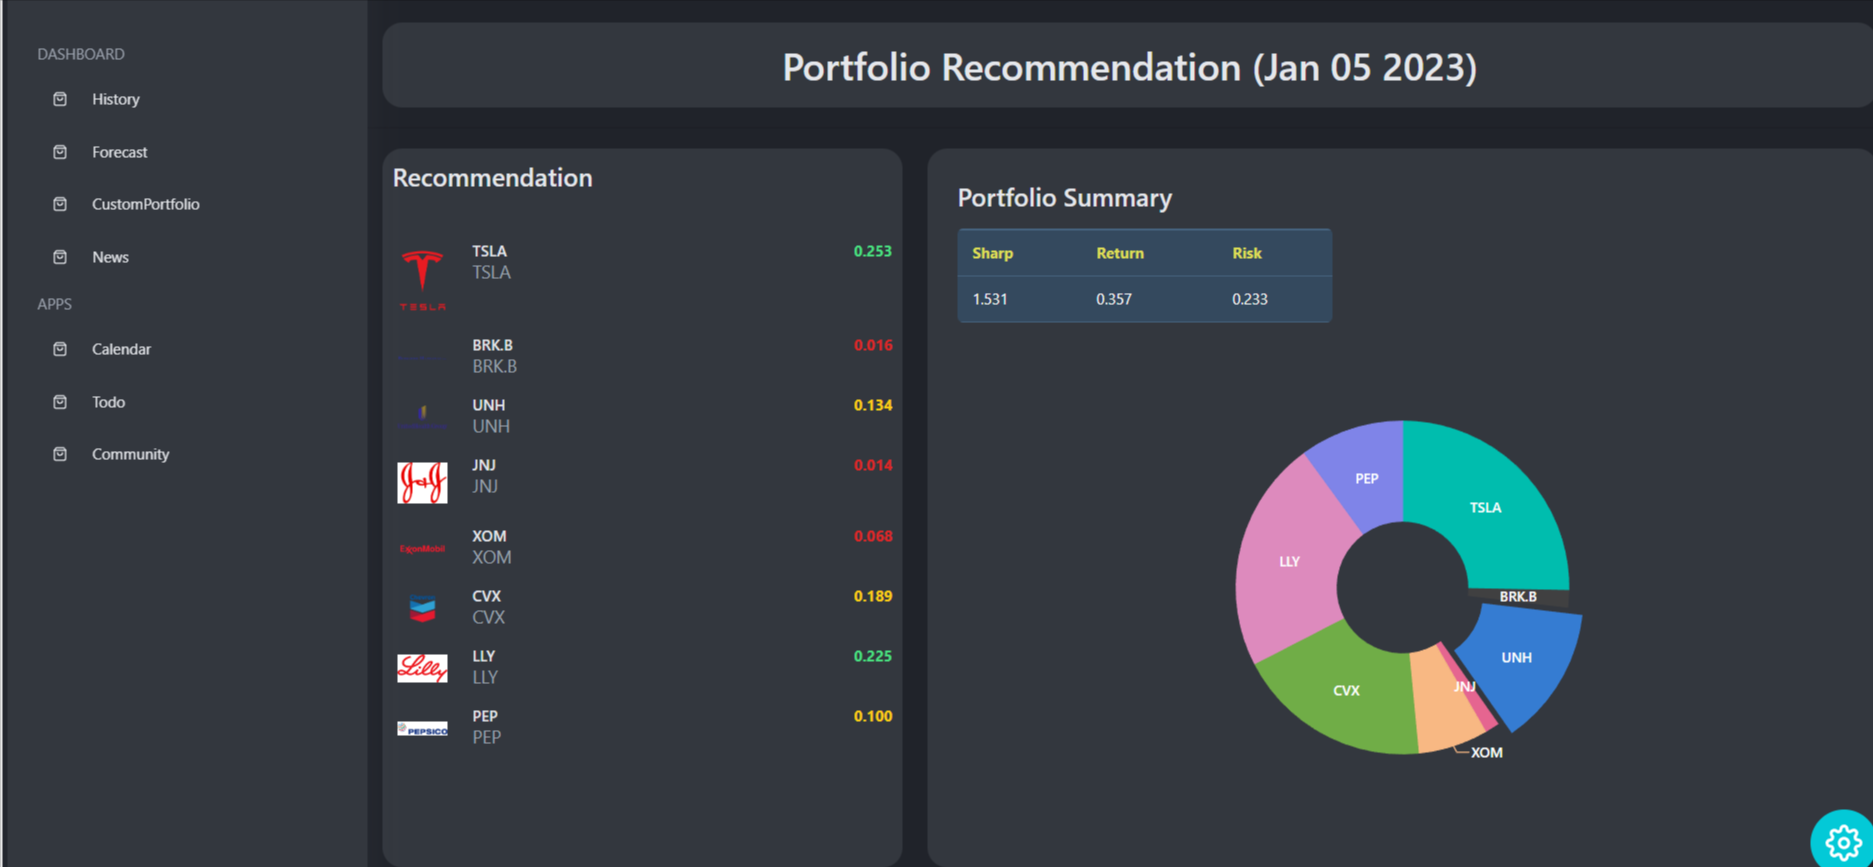 DASHBOARD
History
Forecast
CustomPortfolio
News
APPS
Calendar
Todo
Community
Portfolio Recommendation (Jan 05 2023)
Recommendation
TESLA
TSLA
0.253
TSLA
BRK.B
0.016
BRK.B
UNH
0.134
UNH
J&J
JNJ
0.014
JNJ
ExxonMobil
XOM
0.068
XOM
CVX
0.189
CVX
Lilly
LLY
0.225
LLY
PEPSICO
PEP
0.100
PEP
Portfolio Summary
Sharp Return Risk
1.531 0.357 0.233
PEP
TSLA
LLY
BRK.B
UNH
JNJ
CVX
XOM